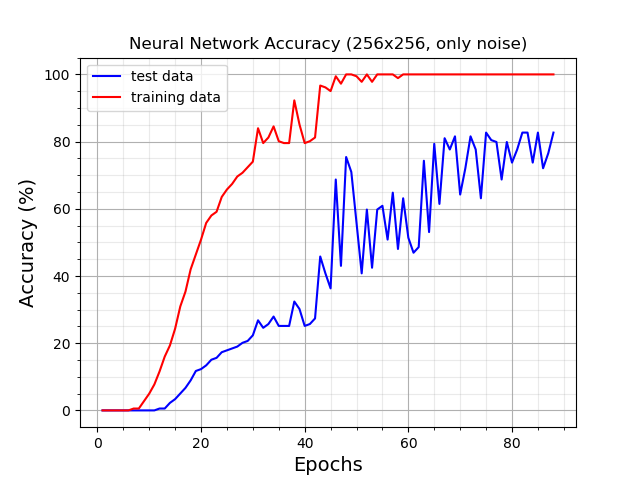 Neural Network Accuracy (256x256, only noise)
test data
training data
100
80
60
40
20
0
Accuracy (%)
0 20 40 60 80
Epochs